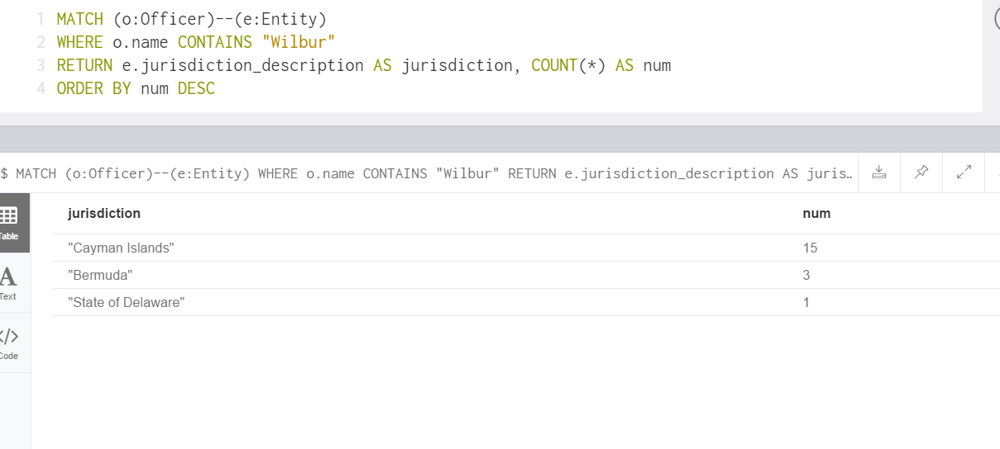 1 MATCH (o:Officer)--(e:Entity)
2 WHERE o.name CONTAINS "Wilbur"
3 RETURN e.jurisdiction_description AS jurisdiction, COUNT(*) AS num
4 ORDER BY num DESC
$ MATCH (o:Officer)--(e:Entity) WHERE o.name CONTAINS "Wilbur" RETURN e.jurisdiction_description AS juris…
Table
A
Text
</>
Code
jurisdiction num
"Cayman Islands" 15
"Bermuda" 3
"State of Delaware" 1